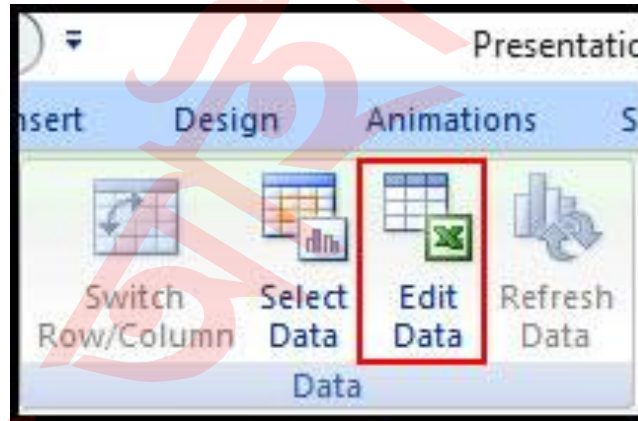 Presentatio
nsert Design Animations S
Switch Select Edit Refresh
Row/Column Data Data Data
Data